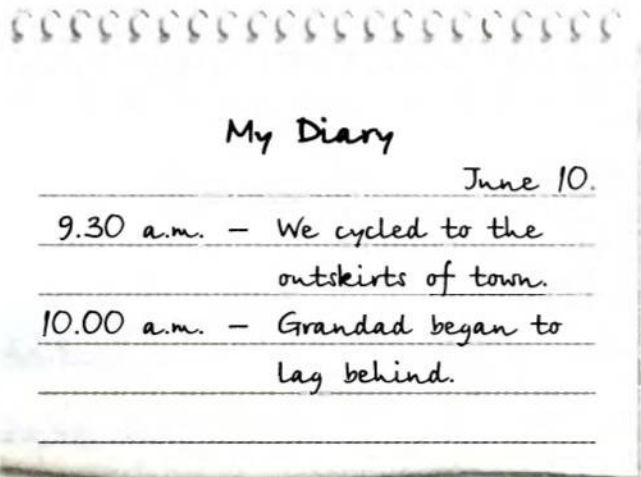 My Diary
June 10.
9.30 a.m. – We cycled to the
outskirts of town.
10.00 a.m. – Grandad began to
lag behind.